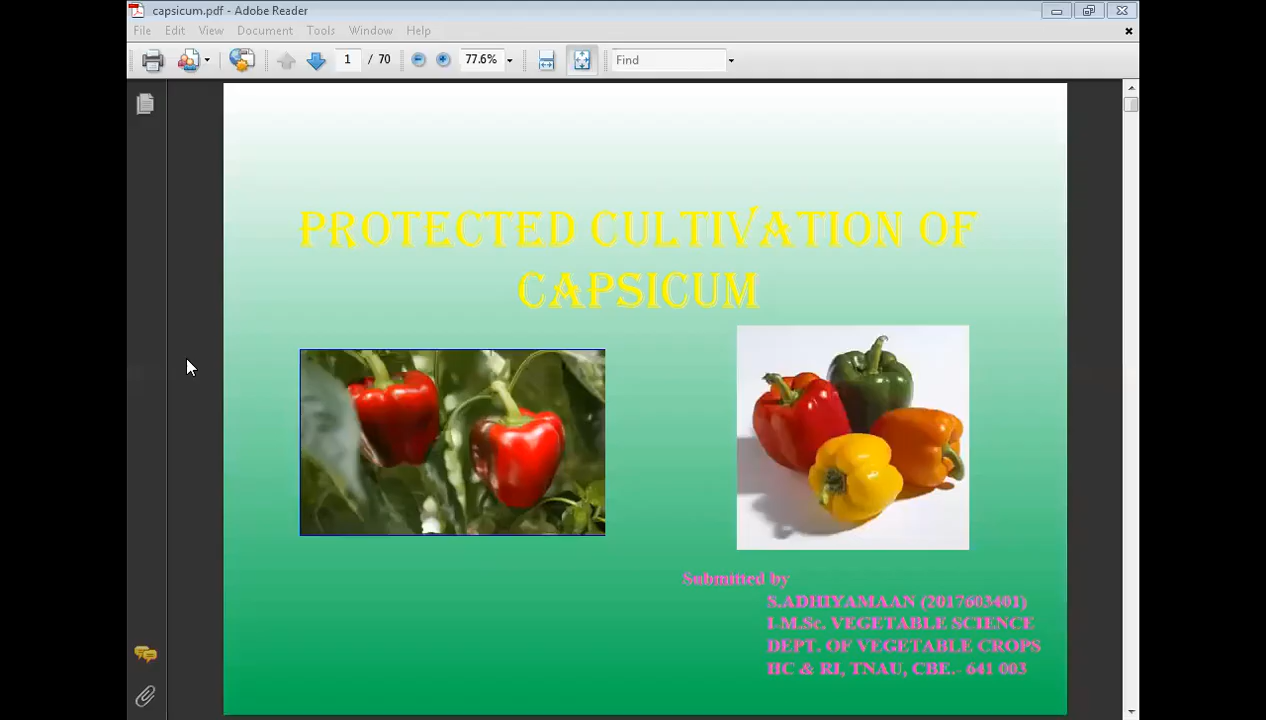 capsicum.pdf - Adobe Reader
File Edit View Document Tools Window Help
1 / 70 77.6% Find
PROTECTED CULTIVATION OF
CAPSICUM
Submitted by
S.ADHIYAMAAN (2017603401)
I-M.Sc. VEGETABLE SCIENCE
DEPT. OF VEGETABLE CROPS
HC & RI, TNAU, CBE.- 641 003